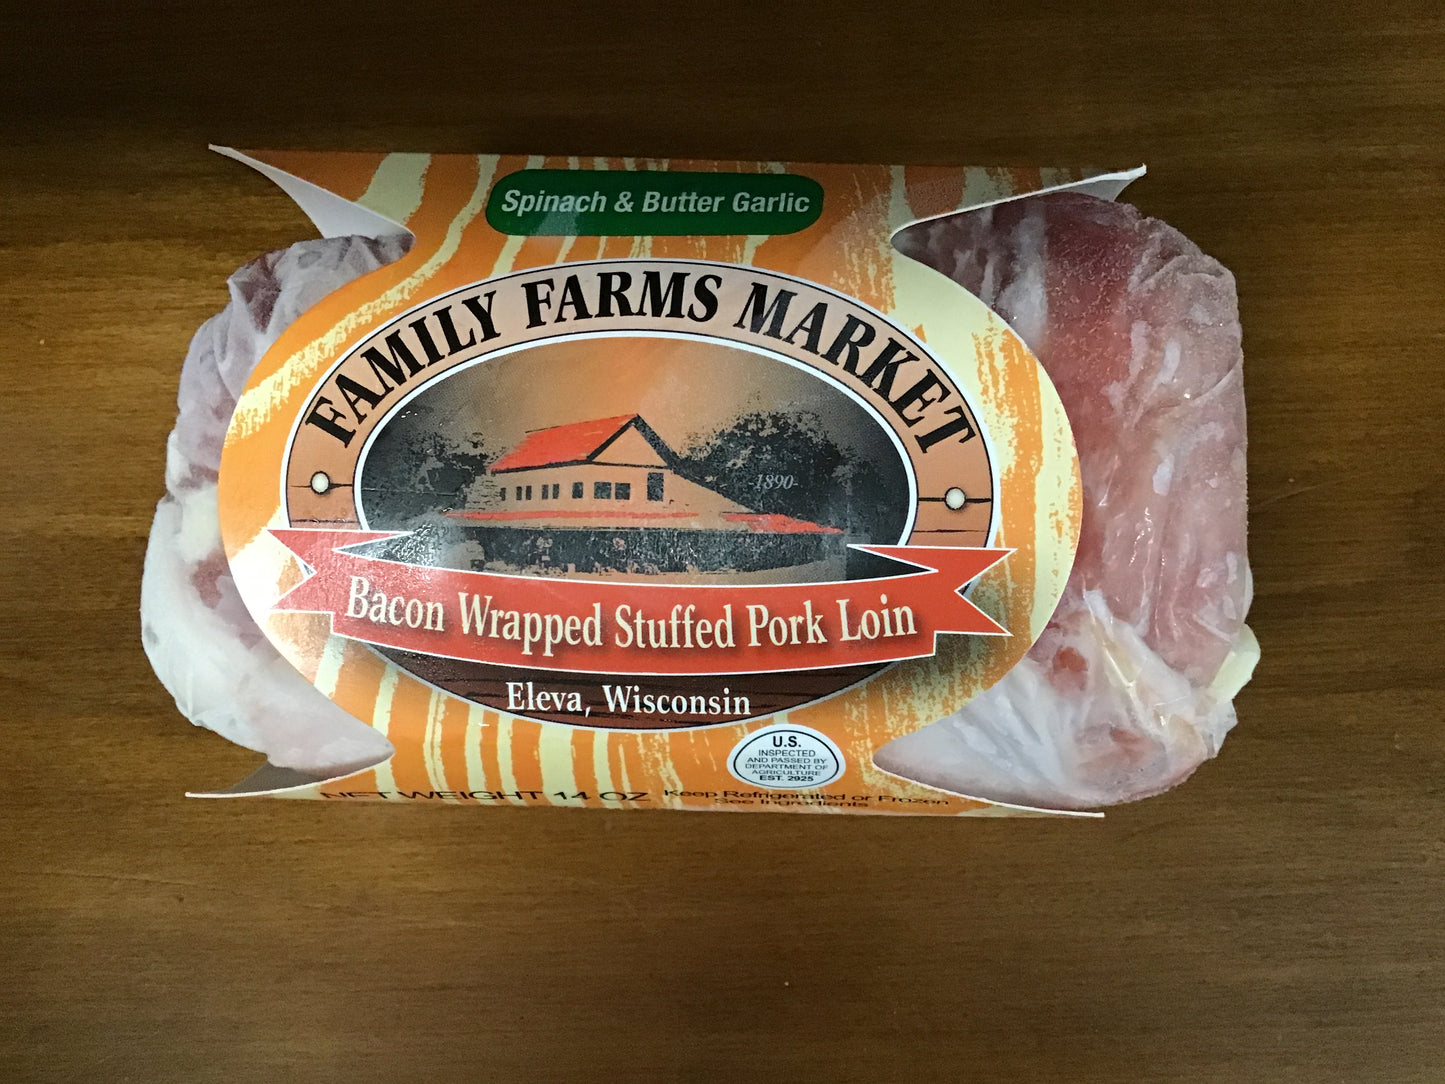 Spinach & Butter Garlic
FAMILY FARMS MARKET
1890
Bacon Wrapped Stuffed Pork Loin
Eleva, Wisconsin
U.S.
INSPECTED
AND PASSED BY
DEPARTMENT OF
AGRICULTURE
EST. 2925
NET WEIGHT 14 OZ
Keep Refrigerated or Frozen
See Ingredients